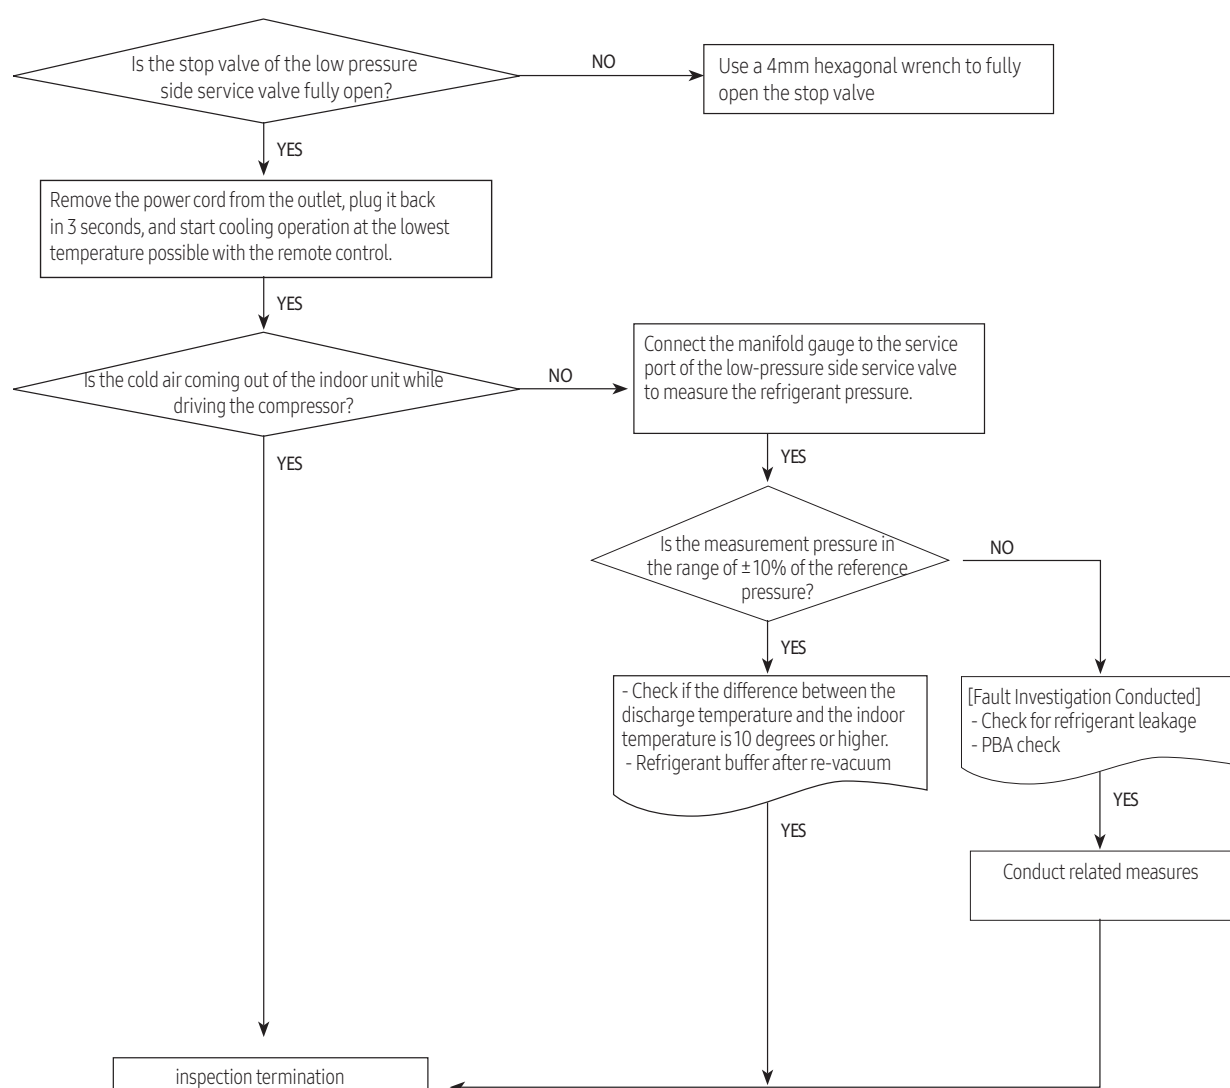 Is the stop valve of the low pressure
side service valve fully open?
NO
Use a 4mm hexagonal wrench to fully
open the stop valve
YES
Remove the power cord from the outlet, plug it back
in 3 seconds, and start cooling operation at the lowest
temperature possible with the remote control.
YES
Is the cold air coming out of the indoor unit while
driving the compressor?
NO
Connect the manifold gauge to the service
port of the low-pressure side service valve
to measure the refrigerant pressure.
YES
YES
Is the measurement pressure in
the range of ±10% of the reference
pressure?
NO
YES
- Check if the difference between the
discharge temperature and the indoor
temperature is 10 degrees or higher.
- Refrigerant buffer after re-vacuum
[Fault Investigation Conducted]
- Check for refrigerant leakage
- PBA check
YES
YES
Conduct related measures
inspection termination